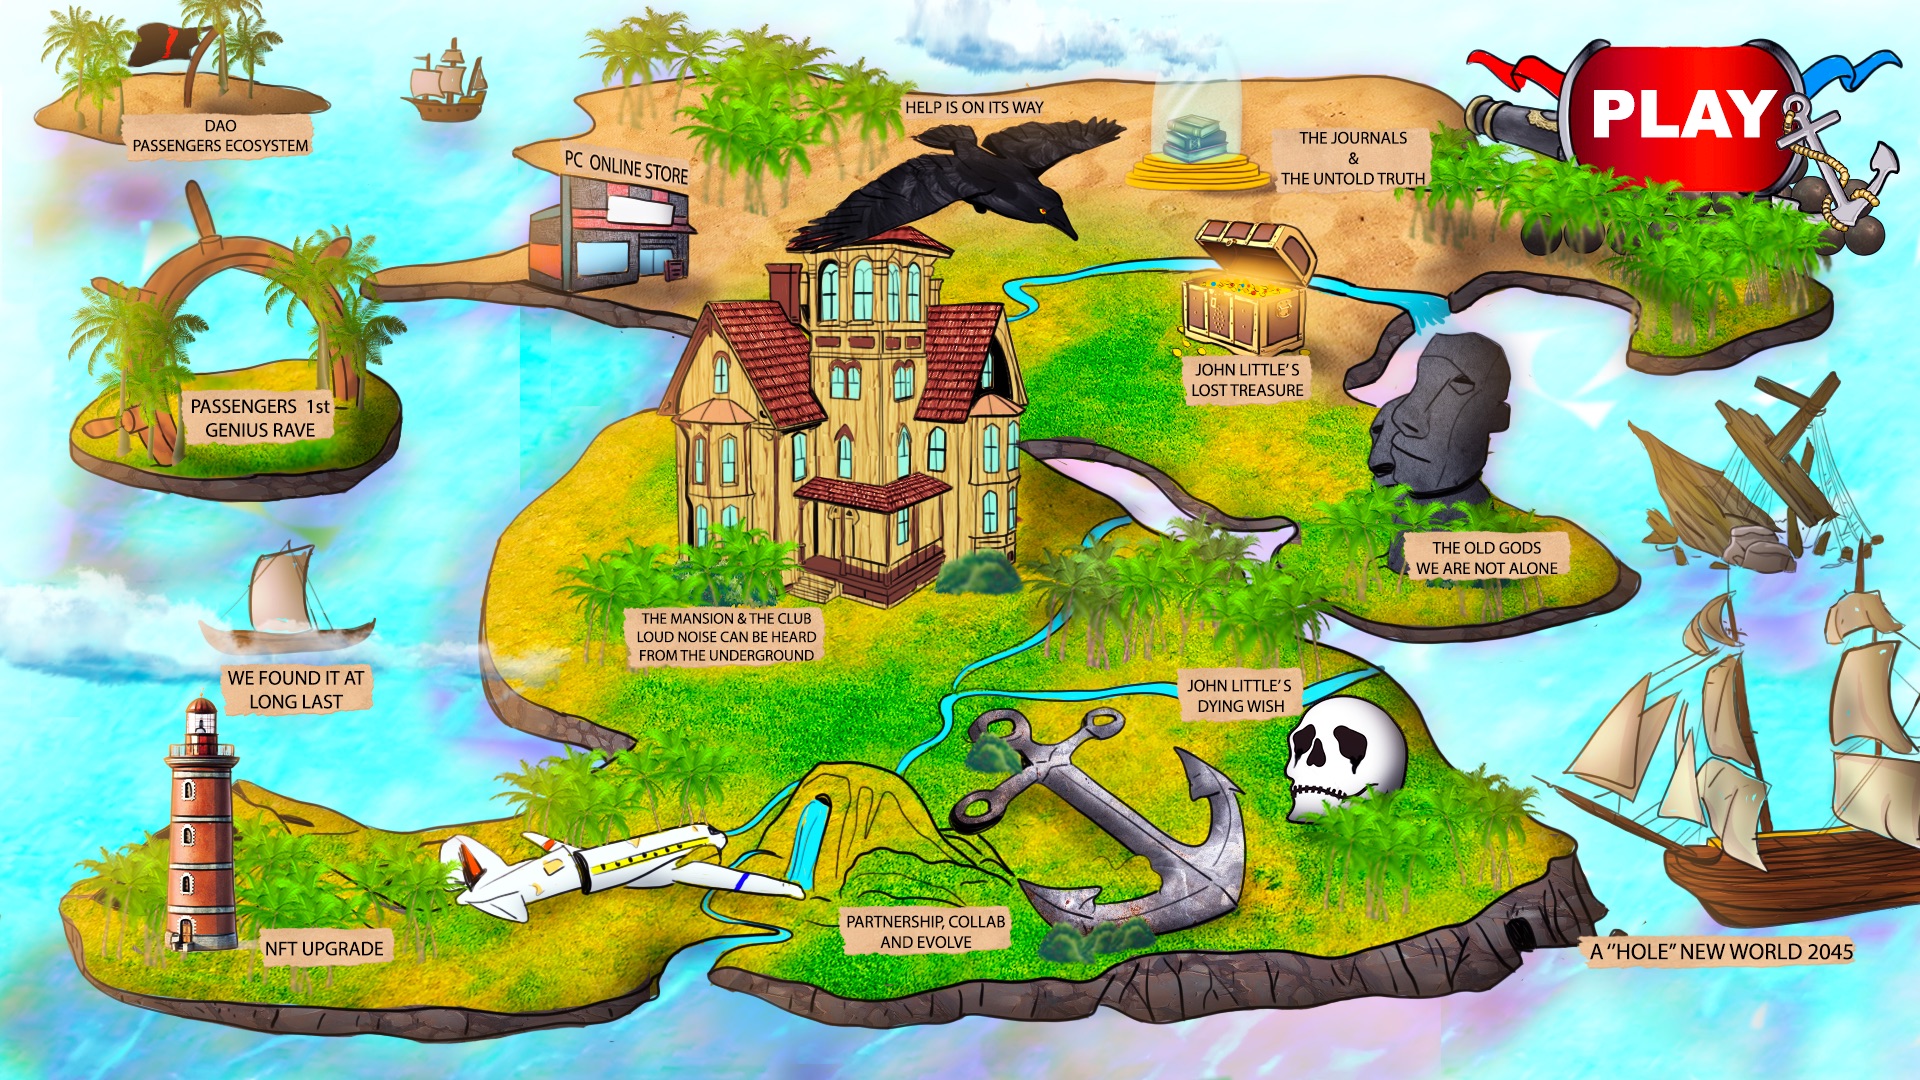 DAO
PASSENGERS ECOSYSTEM
HELP IS ON ITS WAY
PLAY
THE JOURNALS
&
THE UNTOLD TRUTH
PC ONLINE STORE
JOHN LITTLE'S
LOST TREASURE
PASSENGERS 1st
GENIUS RAVE
THE OLD GODS
WE ARE NOT ALONE
THE MANSION & THE CLUB
LOUD NOISE CAN BE HEARD
FROM THE UNDERGROUND
WE FOUND IT AT
LONG LAST
JOHN LITTLE'S
DYING WISH
PARTNERSHIP, COLLAB
AND EVOLVE
NFT UPGRADE
A "HOLE" NEW WORLD 2045